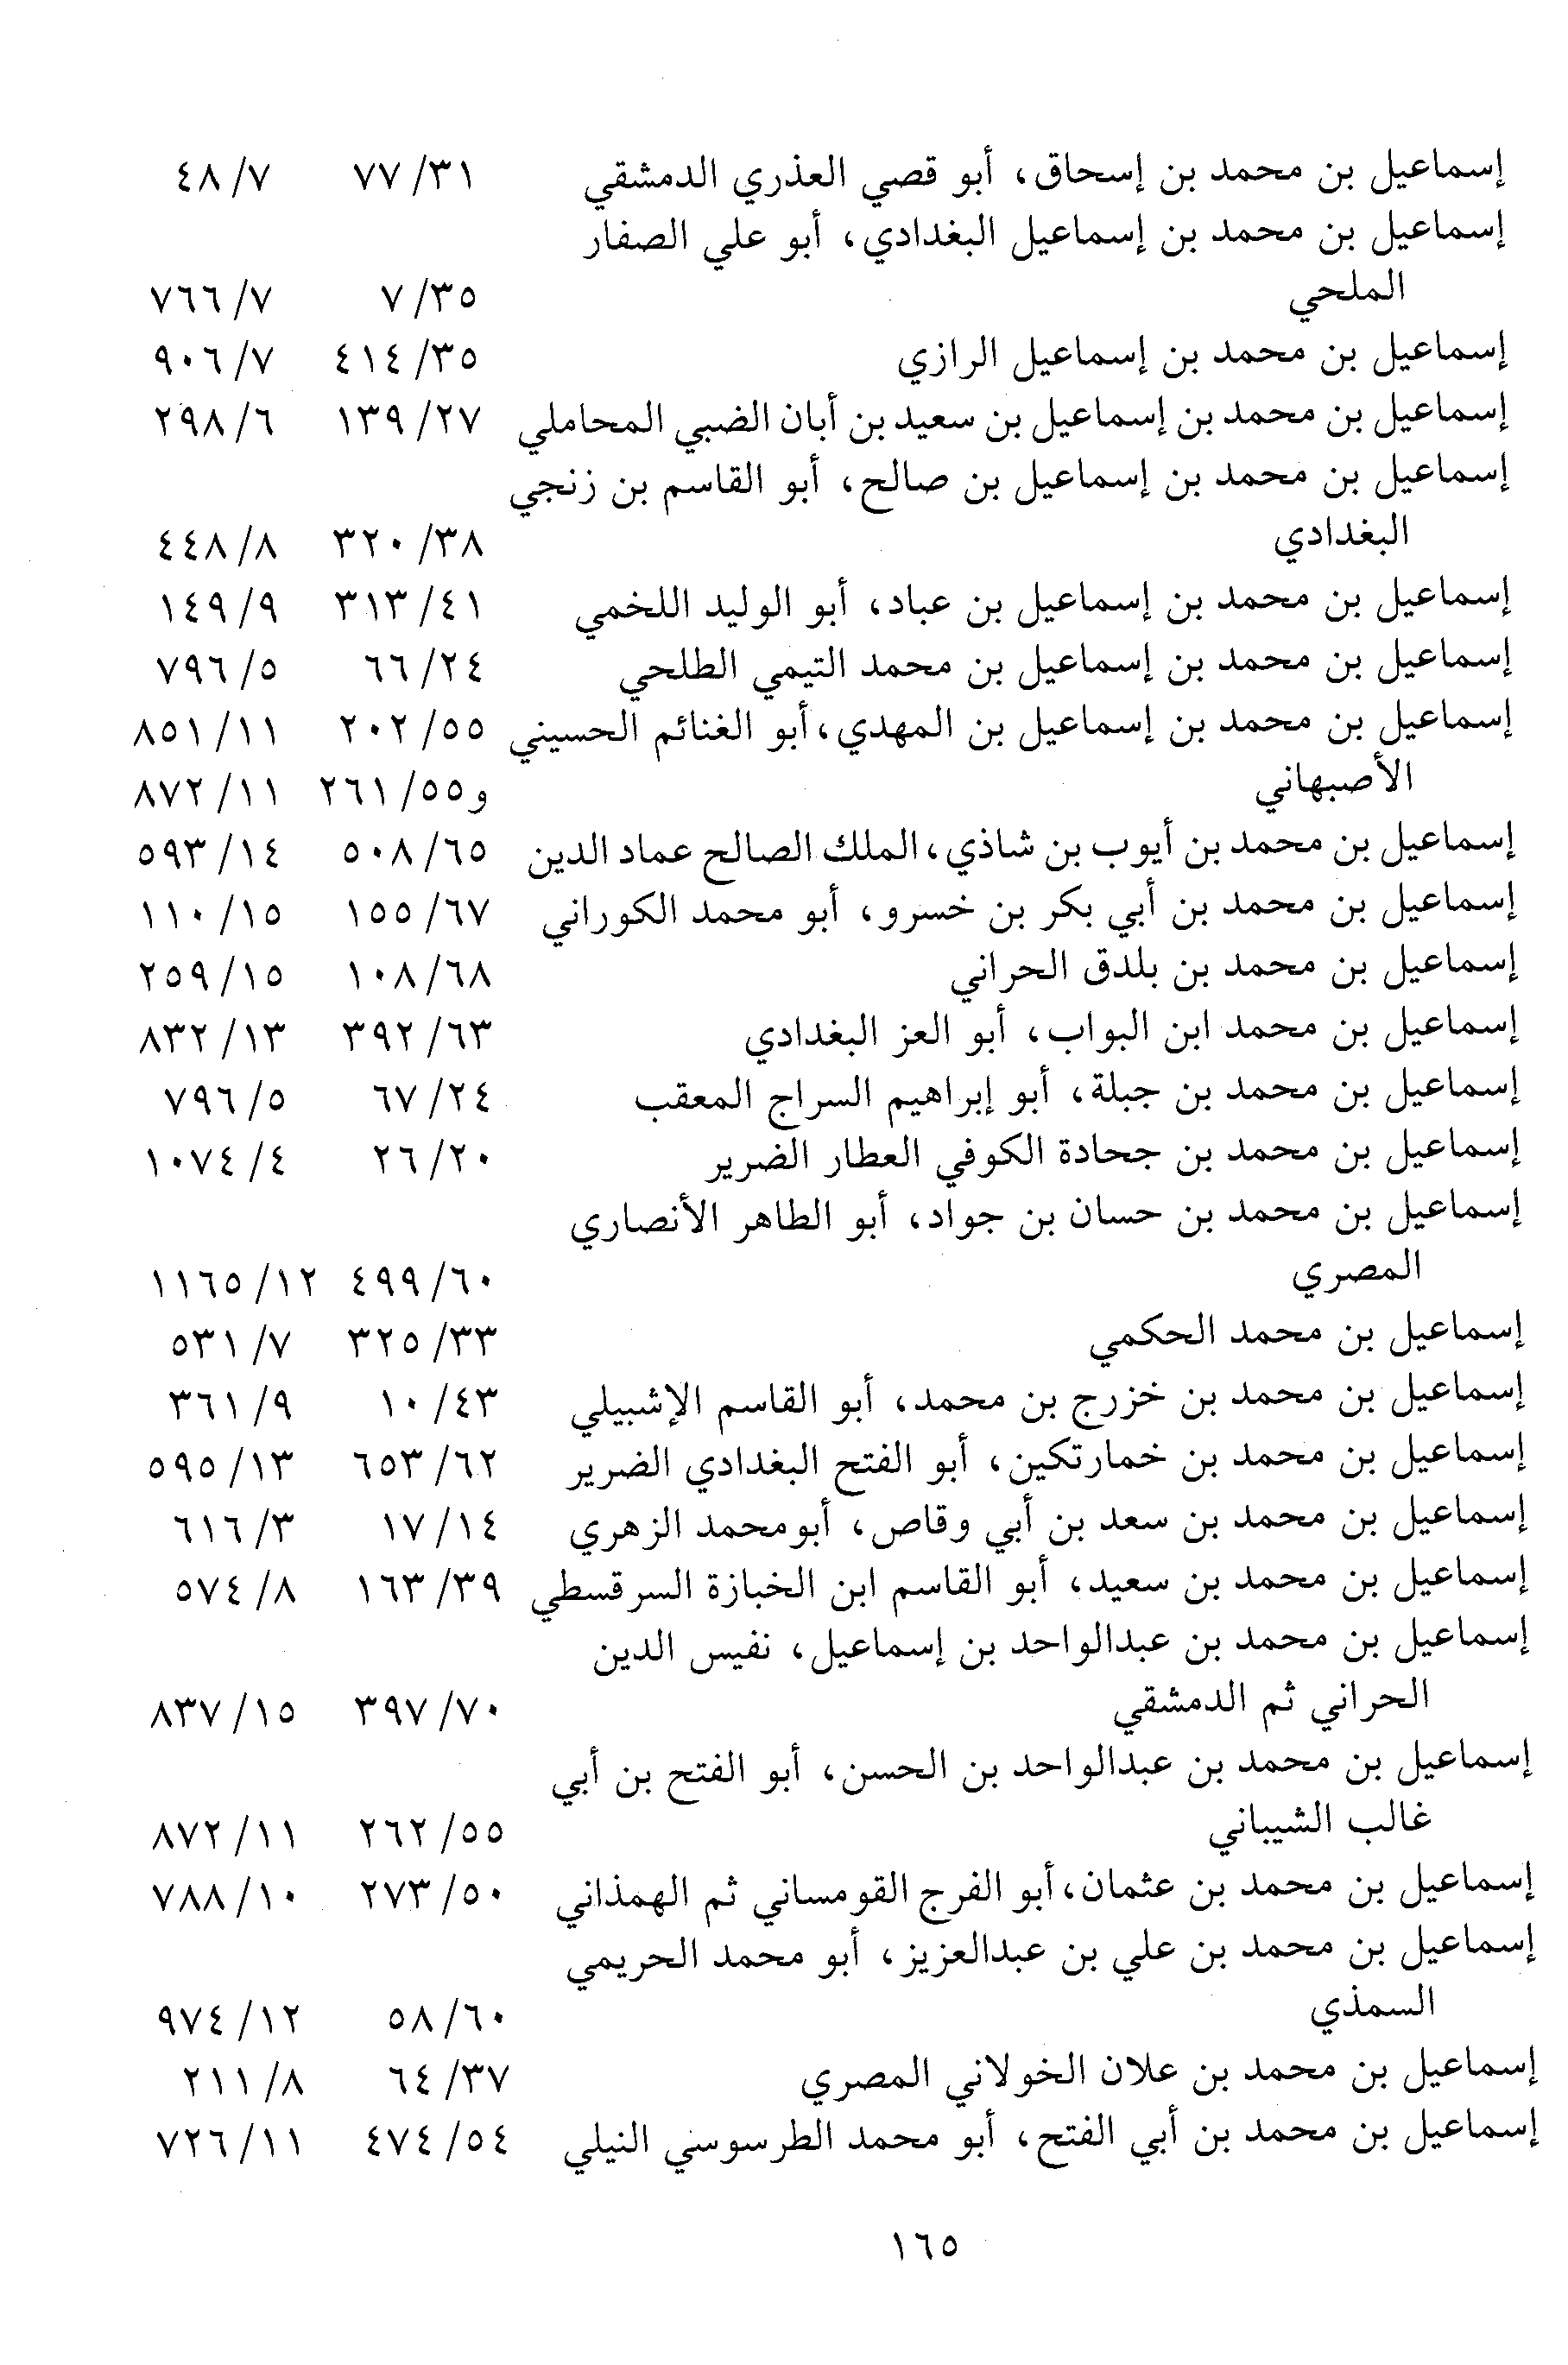 إسماعيل بن محمد بن إسحاق، أبو قصي العذري الدمشقي ٣١/ ٧٧ ٧/ ٤٨
إسماعيل بن محمد بن إسماعيل البغدادي، أبو علي الصفار
الملحي ٣٥/ ٧ ٧/ ٧٦٦
إسماعيل بن محمد بن إسماعيل الرازي ٣٥/ ٤١٤ ٧/ ٩٠٦
إسماعيل بن محمد بن إسماعيل بن سعيد بن أبان الضبي المحاملي ٢٧/ ١٣٩ ٦/ ٢٩٨
إسماعيل بن محمد بن إسماعيل بن صالح، أبو القاسم بن زنجي
البغدادي ٣٨/ ٣٢٠ ٨/ ٤٤٨
إسماعيل بن محمد بن إسماعيل بن عباد، أبو الوليد اللخمي ٤١/ ٣١٣ ٩/ ١٤٩
إسماعيل بن محمد بن إسماعيل بن محمد التيمي الطلحي ٢٤/ ٦٦ ٥/ ٧٩٦
إسماعيل بن محمد بن إسماعيل بن المهدي، أبو الغنائم الحسيني ٥٥/ ٢٠٢ ١١/ ٨٥١
الأصبهاني و٥٥/ ٢٦١ ١١/ ٨٧٢
إسماعيل بن محمد بن أيوب بن شاذي، الملك الصالح عماد الدين ٦٥/ ٥٠٨ ١٤/ ٥٩٣
إسماعيل بن محمد بن أبي بكر بن خسرو، أبو محمد الكوراني ٦٧/ ١٥٥ ١٥/ ١١٠
إسماعيل بن محمد بن بلدق الحراني ٦٨/ ١٠٨ ١٥/ ٢٥٩
إسماعيل بن محمد ابن البواب، أبو العز البغدادي ٦٣/ ٣٩٢ ١٣/ ٨٣٢
إسماعيل بن محمد بن جبلة، أبو إبراهيم السراج المعقب ٢٤/ ٦٧ ٥/ ٧٩٦
إسماعيل بن محمد بن جحادة الكوفي العطار الضرير ٢٠/ ٢٦ ٤/ ١٠٧٤
إسماعيل بن محمد بن حسان بن جواد، أبو الطاهر الأنصاري
المصري ٦٠/ ٤٩٩ ١٢/ ١١٦٥
إسماعيل بن محمد الحكمي ٣٣/ ٣٢٥ ٧/ ٥٣١
إسماعيل بن محمد بن خزرج بن محمد، أبو القاسم الإشبيلي ٤٣/ ١٠ ٩/ ٣٦١
إسماعيل بن محمد بن خمارتكين، أبو الفتح البغدادي الضرير ٦٢/ ٦٥٣ ١٣/ ٥٩٥
إسماعيل بن محمد بن سعد بن أبي وقاص، أبومحمد الزهري ١٤/ ١٧ ٣/ ٦١٦
إسماعيل بن محمد بن سعيد، أبو القاسم ابن الخبازة السرقسطي ٣٩/ ١٦٣ ٨/ ٥٧٤
إسماعيل بن محمد بن عبدالواحد بن إسماعيل، نفيس الدين
الحراني ثم الدمشقي ٧٠/ ٣٩٧ ١٥/ ٨٣٧
إسماعيل بن محمد بن عبدالواحد بن الحسن، أبو الفتح بن أبي
غالب الشيباني ٥٥/ ٢٦٢ ١١/ ٨٧٢
إسماعيل بن محمد بن عثمان، أبو الفرج القومساني ثم الهمذاني ٥٠/ ٢٧٣ ١٠/ ٧٨٨
إسماعيل بن محمد بن علي بن عبدالعزيز، أبو محمد الحريمي
السمذي ٦٠/ ٥٨ ١٢/ ٩٧٤
إسماعيل بن محمد بن علان الخولاني المصري ٣٧/ ٦٤ ٨/ ٢١١
إسماعيل بن محمد بن أبي الفتح، أبو محمد الطرسوسي النيلي ٥٤/ ٤٧٤ ١١/ ٧٢٦
١٦٥